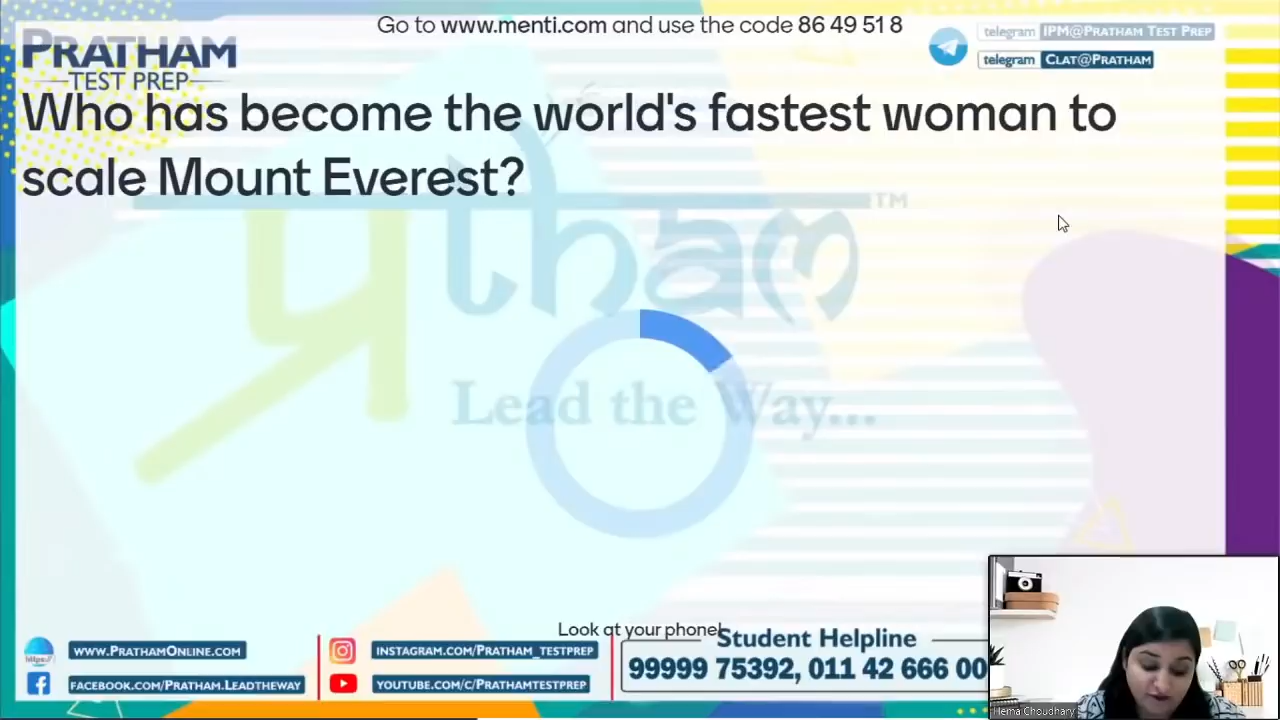 Go to www.menti.com and use the code 86 49 51 8
PRATHAM
TEST PREP
telegram IPM@PRATHAM TEST PREP
telegram CLAT@PRATHAM
Who has become the world's fastest woman to
scale Mount Everest?
प्रtham TM
Lead the Way...
Look at your phone!
https://
WWW.PRATHAMONLINE.COM
INSTAGRAM.COM/PRATHAM_TESTPREP
FACEBOOK.COM/PRATHAM.LEADTHEWAY
YOUTUBE.COM/C/PRATHAMTESTPREP
Student Helpline
99999 75392, 011 42 666 00
Hema Choudhary